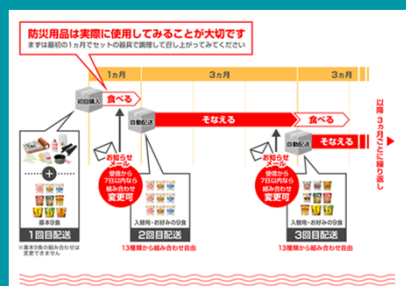 防災用品は実際に使用してみることが大切です
まずは最初の1ヵ月でセットの器具で調理して召し上がってみてください
1ヵ月
3ヵ月
3ヵ月
初回購入
食べる
自動配送
そなえる
食べる
自動配送
そなえる
以降3ヵ月ごとに繰り返し
お知らせ
メール
受信から
7日以内なら
組み合わせ
変更可
お知らせ
メール
受信から
7日以内なら
組み合わせ
変更可
基本9食
1回目配送
※基本9食の組み合わせは
変更できません
入替用・お好みの9食
2回目配送
13種類から組み合わせ自由
入替用・お好みの9食
3回目配送
13種類から組み合わせ自由